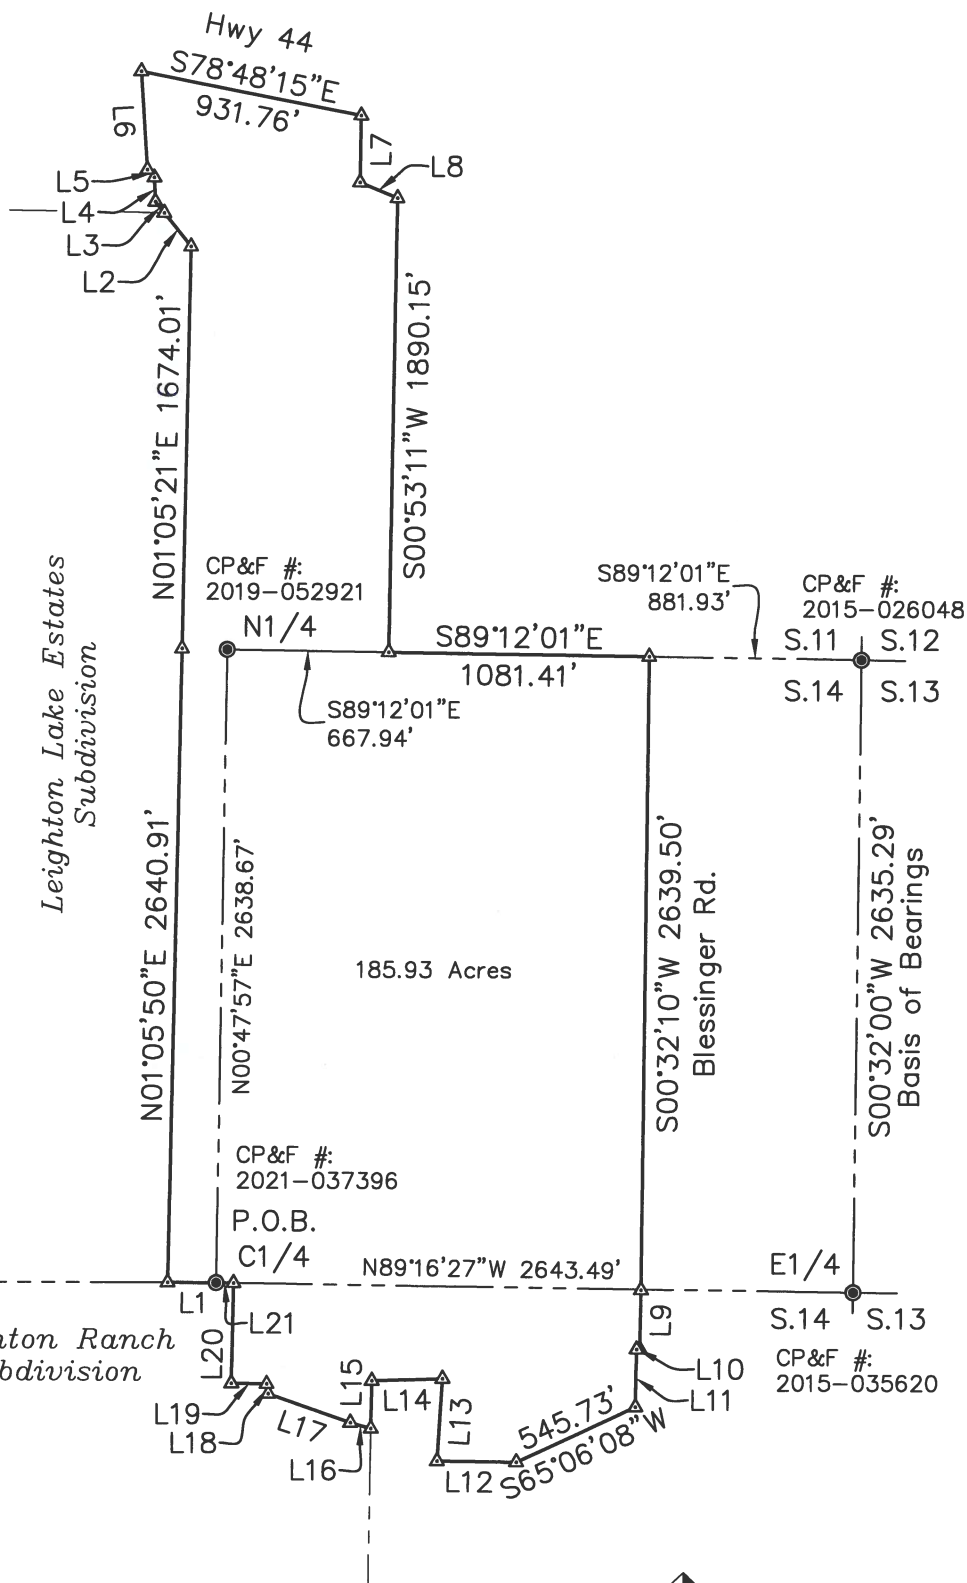 Hwy 44
S78°48'15"E
931.76'
L6
L7
L8
L5
L4
L3
L2
N01°05'21"E 1674.01'
S00°53'11"W 1890.15'
CP&F #:
2019-052921
N1/4
S89°12'01"E
881.93'
CP&F #:
2015-026048
S.11 S.12
S.14 S.13
S89°12'01"E
1081.41'
S89°12'01"E
667.94'
Leighton Lake Estates
Subdivision
N01°05'50"E 2640.91'
N00°47'57"E 2638.67'
185.93 Acres
S00°32'10"W 2639.50'
Blessinger Rd.
S00°32'00"W 2635.29'
Basis of Bearings
CP&F #:
2021-037396
P.O.B.
C1/4
N89°16'27"W 2643.49'
E1/4
S.14 S.13
CP&F #:
2015-035620
L1
L21
nton Ranch
bdivision
L20
L9
L10
L11
L15
L14
L13
L19
L18
L17
L16
L12
545.73'
S65°06'08"W